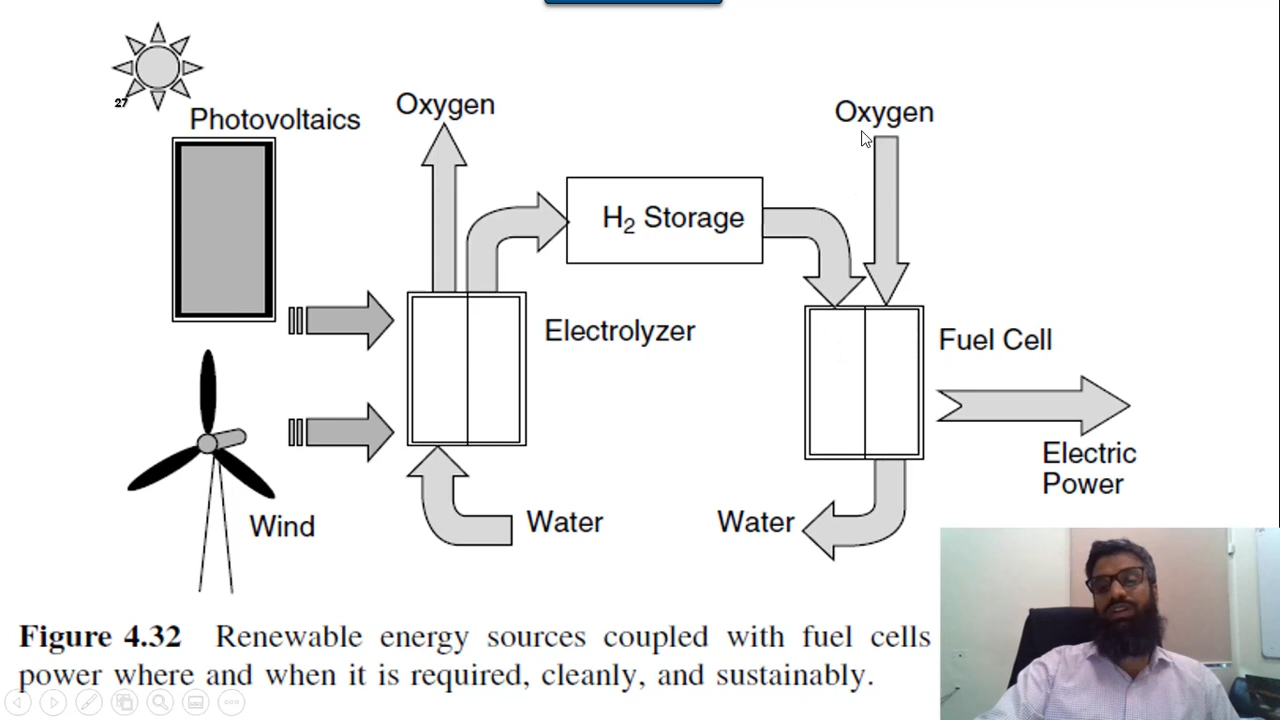 27
Photovoltaics
Oxygen
Oxygen
H₂ Storage
Electrolyzer
Fuel Cell
Electric
Power
Water
Water
Wind
Figure 4.32 Renewable energy sources coupled with fuel cells
power where and when it is required, cleanly, and sustainably.